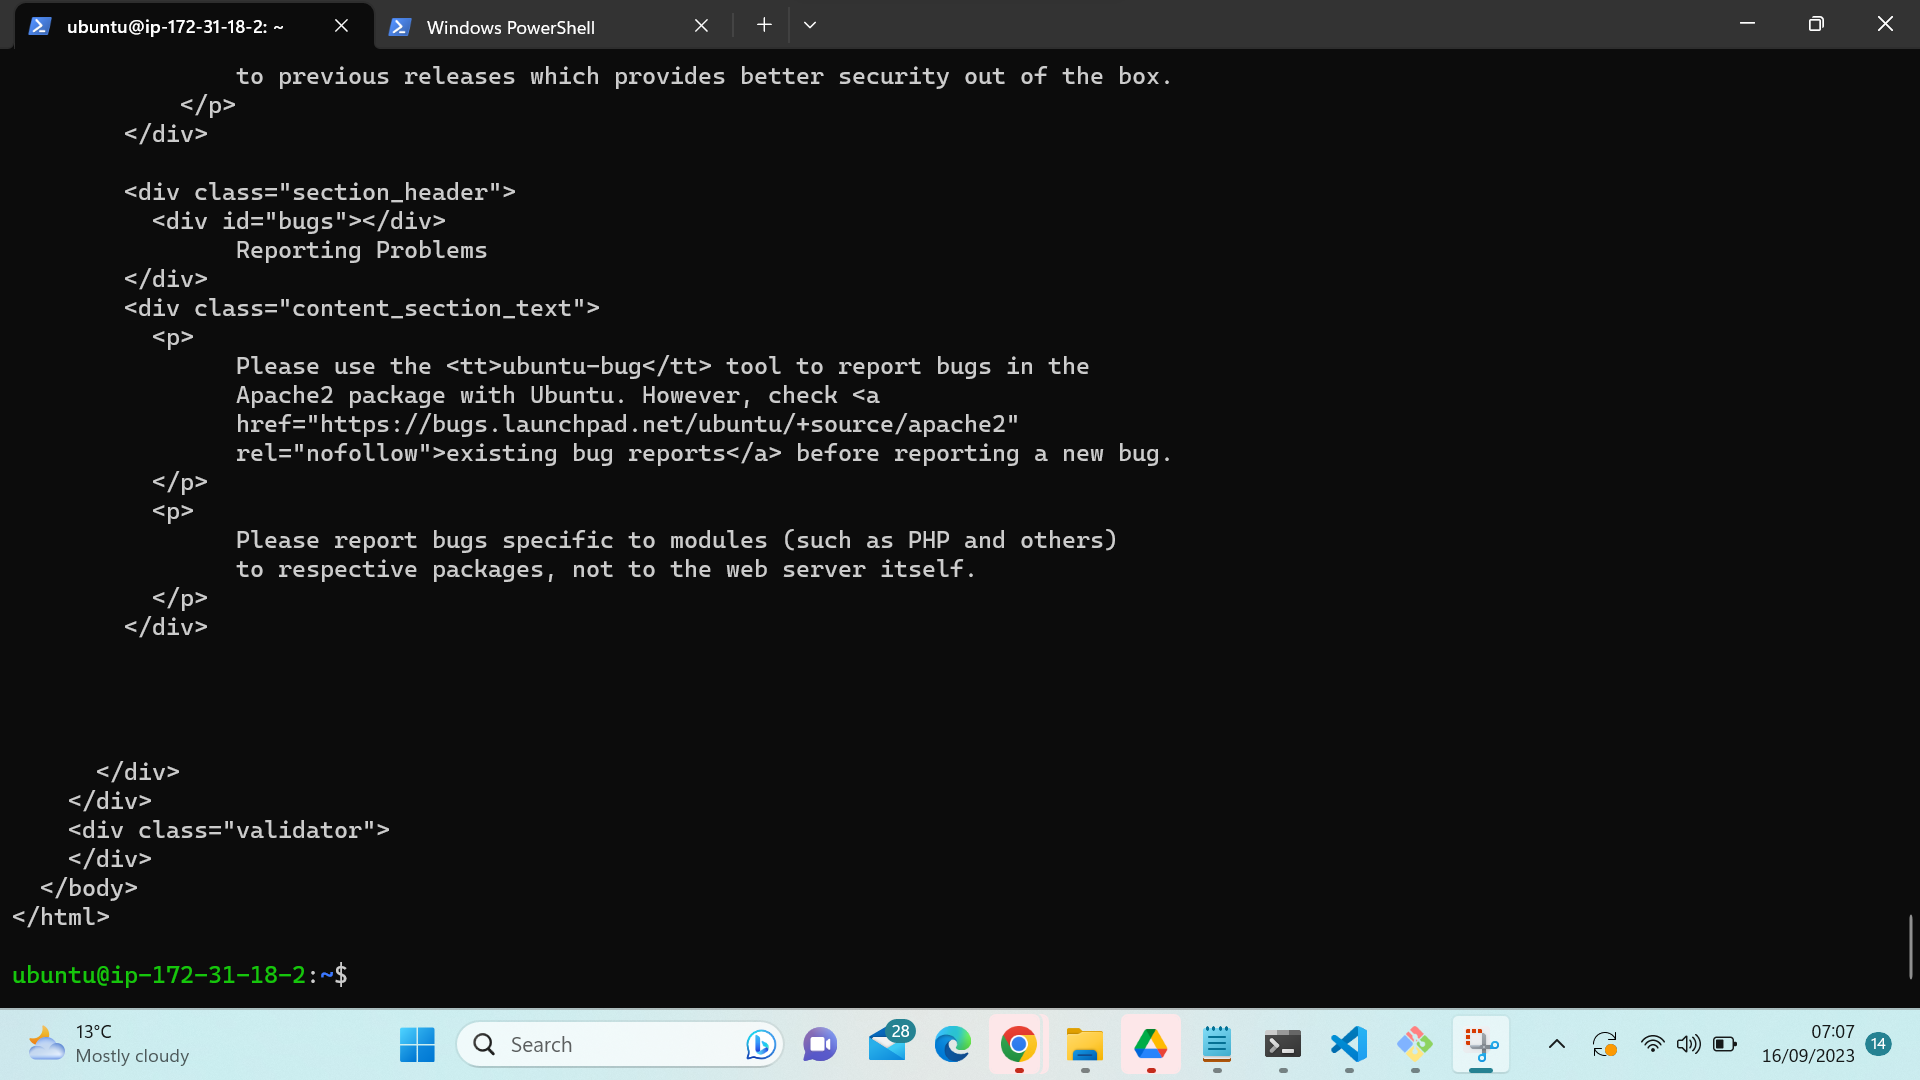 ubuntu@ip-172-31-18-2: ~
Windows PowerShell
to previous releases which provides better security out of the box.
</p>
</div>
<div class="section_header">
<div id="bugs"></div>
Reporting Problems
</div>
<div class="content_section_text">
<p>
Please use the <tt>ubuntu-bug</tt> tool to report bugs in the
Apache2 package with Ubuntu. However, check <a
href="https://bugs.launchpad.net/ubuntu/+source/apache2"
rel="nofollow">existing bug reports</a> before reporting a new bug.
</p>
<p>
Please report bugs specific to modules (such as PHP and others)
to respective packages, not to the web server itself.
</p>
</div>
</div>
</div>
<div class="validator">
</div>
</body>
</html>
ubuntu@ip-172-31-18-2:~$
13°C
Mostly cloudy
Search
28
07:07
16/09/2023
14